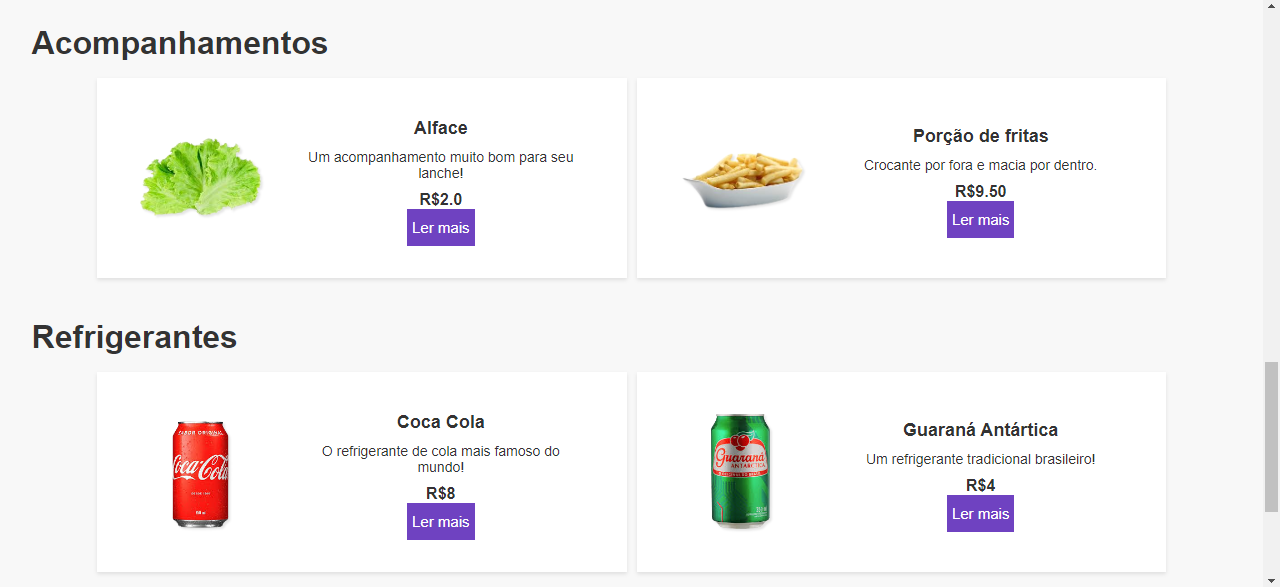 Acompanhamentos
Alface
Um acompanhamento muito bom para seu
lanche!
R$2.0
Ler mais
Porção de fritas
Crocante por fora e macia por dentro.
R$9.50
Ler mais
Refrigerantes
Coca-Cola
Coca Cola
O refrigerante de cola mais famoso do
mundo!
R$8
Ler mais
Guaraná
ANTARCTICA
Guaraná Antártica
Um refrigerante tradicional brasileiro!
R$4
Ler mais